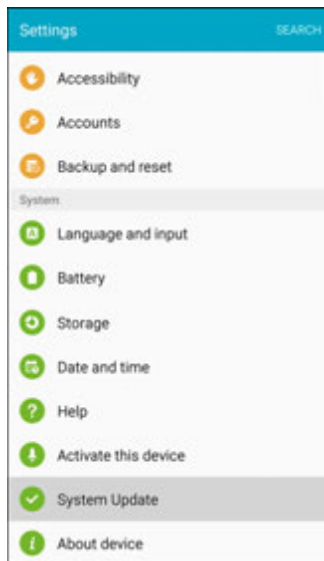 Settings SEARCH
Accessibility
Accounts
Backup and reset
System
Language and input
Battery
Storage
Date and time
Help
Activate this device
System Update
About device